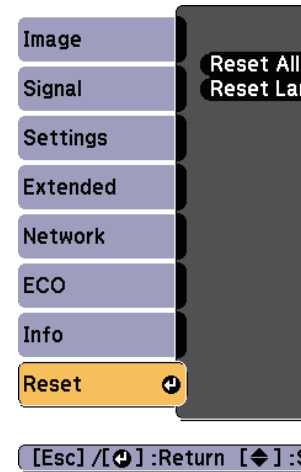 Image
Signal
Settings
Extended
Network
ECO
Info
Reset
Reset All
Reset
[Esc] /[ ] :Return [ ] :